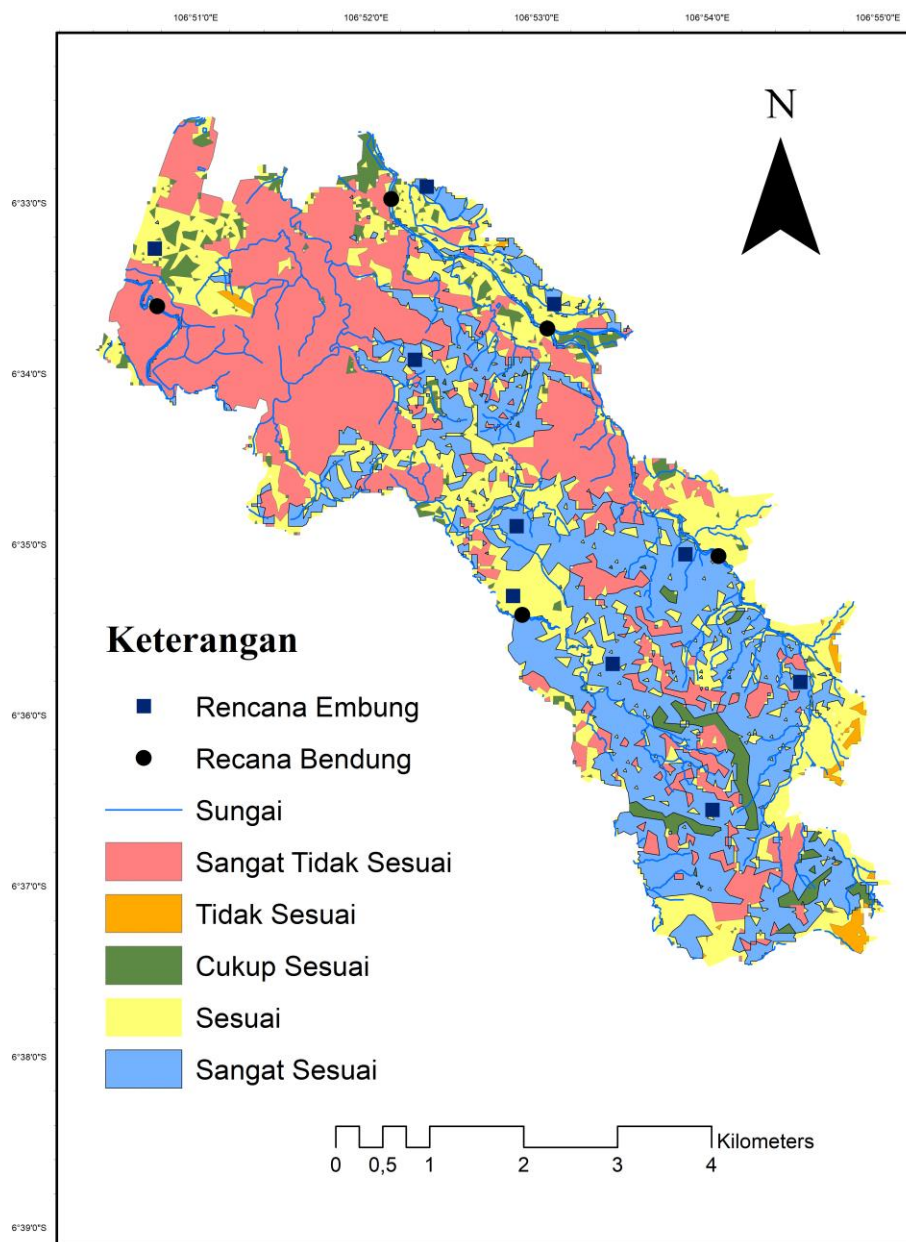 106°51'0"E
106°52'0"E
106°53'0"E
106°54'0"E
106°55'0"E
N
6°33'0"S
6°34'0"S
6°35'0"S
6°36'0"S
6°37'0"S
6°38'0"S
6°39'0"S
Keterangan
Rencana Embung
Recana Bendung
Sungai
Sangat Tidak Sesuai
Tidak Sesuai
Cukup Sesuai
Sesuai
Sangat Sesuai
Kilometers
0 0,5 1 2 3 4